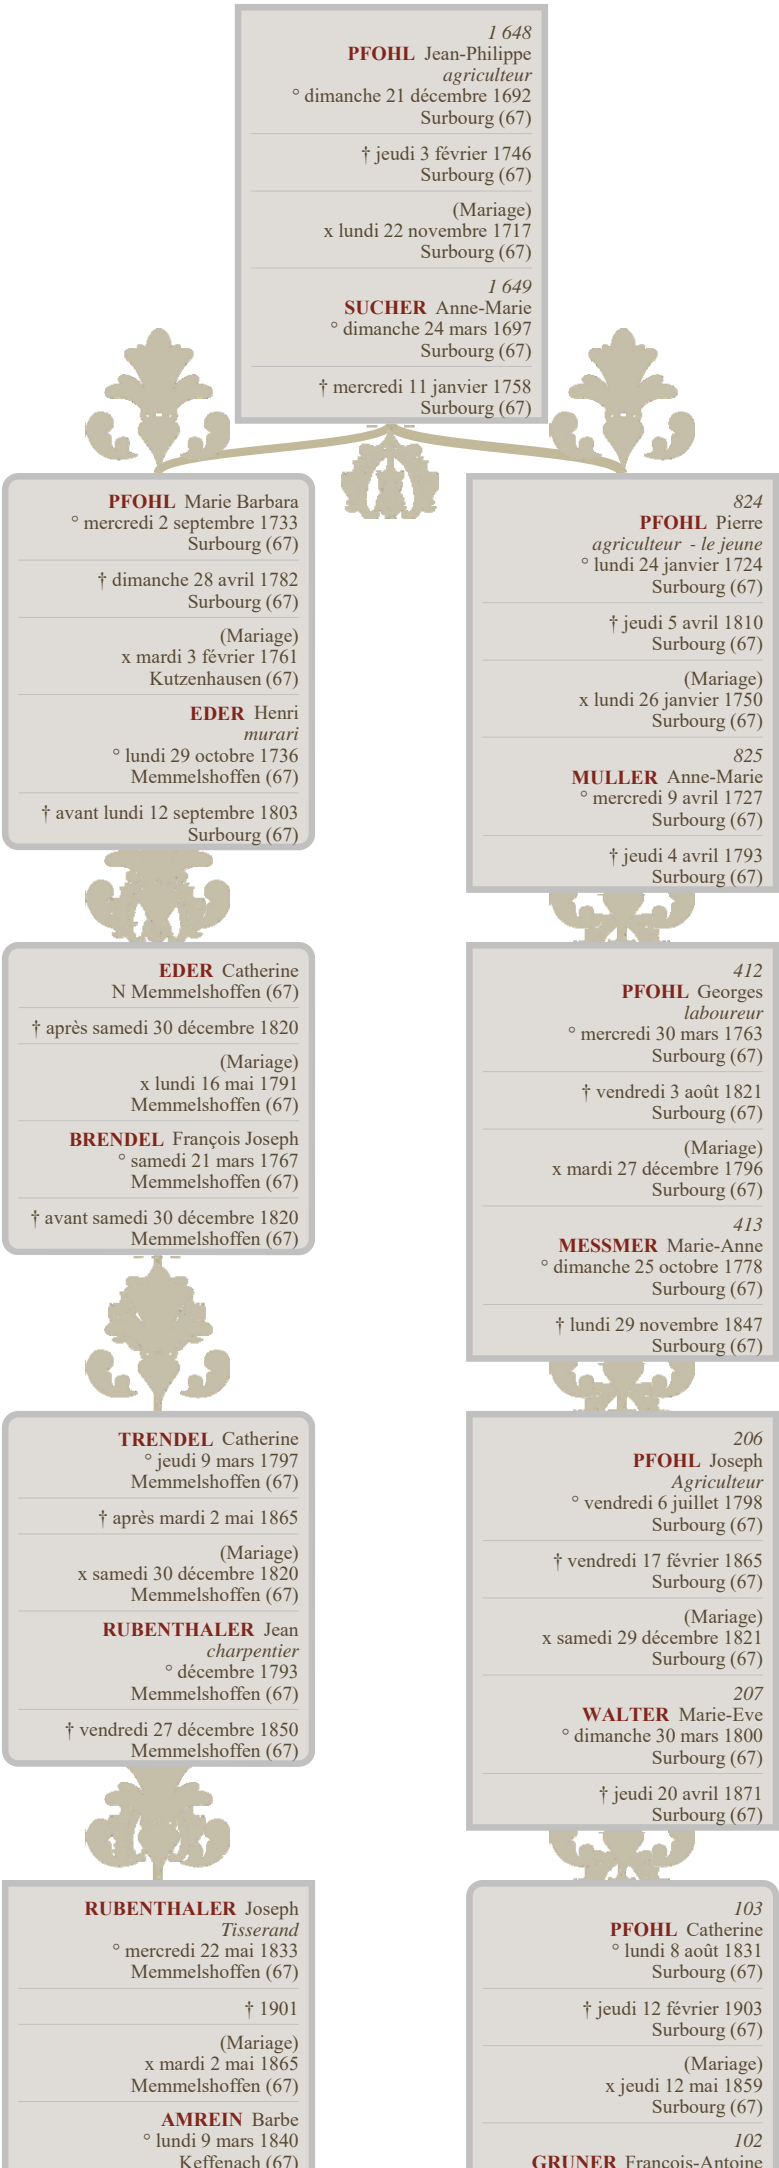 1 648
PFOHL Jean-Philippe
agriculteur
° dimanche 21 décembre 1692
Surbourg (67)
† jeudi 3 février 1746
Surbourg (67)
(Mariage)
x lundi 22 novembre 1717
Surbourg (67)
1 649
SUCHER Anne-Marie
° dimanche 24 mars 1697
Surbourg (67)
† mercredi 11 janvier 1758
Surbourg (67)
PFOHL Marie Barbara
° mercredi 2 septembre 1733
Surbourg (67)
† dimanche 28 avril 1782
Surbourg (67)
(Mariage)
x mardi 3 février 1761
Kutzenhausen (67)
EDER Henri
murari
° lundi 29 octobre 1736
Memmelshoffen (67)
† avant lundi 12 septembre 1803
Surbourg (67)
824
PFOHL Pierre
agriculteur - le jeune
° lundi 24 janvier 1724
Surbourg (67)
† jeudi 5 avril 1810
Surbourg (67)
(Mariage)
x lundi 26 janvier 1750
Surbourg (67)
825
MULLER Anne-Marie
° mercredi 9 avril 1727
Surbourg (67)
† jeudi 4 avril 1793
Surbourg (67)
EDER Catherine
N Memmelshoffen (67)
† après samedi 30 décembre 1820
(Mariage)
x lundi 16 mai 1791
Memmelshoffen (67)
BRENDEL François Joseph
° samedi 21 mars 1767
Memmelshoffen (67)
† avant samedi 30 décembre 1820
Memmelshoffen (67)
412
PFOHL Georges
laboureur
° mercredi 30 mars 1763
Surbourg (67)
† vendredi 3 août 1821
Surbourg (67)
(Mariage)
x mardi 27 décembre 1796
Surbourg (67)
413
MESSMER Marie-Anne
° dimanche 25 octobre 1778
Surbourg (67)
† lundi 29 novembre 1847
Surbourg (67)
TRENDEL Catherine
° jeudi 9 mars 1797
Memmelshoffen (67)
† après mardi 2 mai 1865
(Mariage)
x samedi 30 décembre 1820
Memmelshoffen (67)
RUBENTHALER Jean
charpentier
° décembre 1793
Memmelshoffen (67)
† vendredi 27 décembre 1850
Memmelshoffen (67)
206
PFOHL Joseph
Agriculteur
° vendredi 6 juillet 1798
Surbourg (67)
† vendredi 17 février 1865
Surbourg (67)
(Mariage)
x samedi 29 décembre 1821
Surbourg (67)
207
WALTER Marie-Eve
° dimanche 30 mars 1800
Surbourg (67)
† jeudi 20 avril 1871
Surbourg (67)
RUBENTHALER Joseph
Tisserand
° mercredi 22 mai 1833
Memmelshoffen (67)
† 1901
(Mariage)
x mardi 2 mai 1865
Memmelshoffen (67)
AMREIN Barbe
° lundi 9 mars 1840
Keffenach (67)
103
PFOHL Catherine
° lundi 8 août 1831
Surbourg (67)
† jeudi 12 février 1903
Surbourg (67)
(Mariage)
x jeudi 12 mai 1859
Surbourg (67)
102
GRUNER François-Antoine